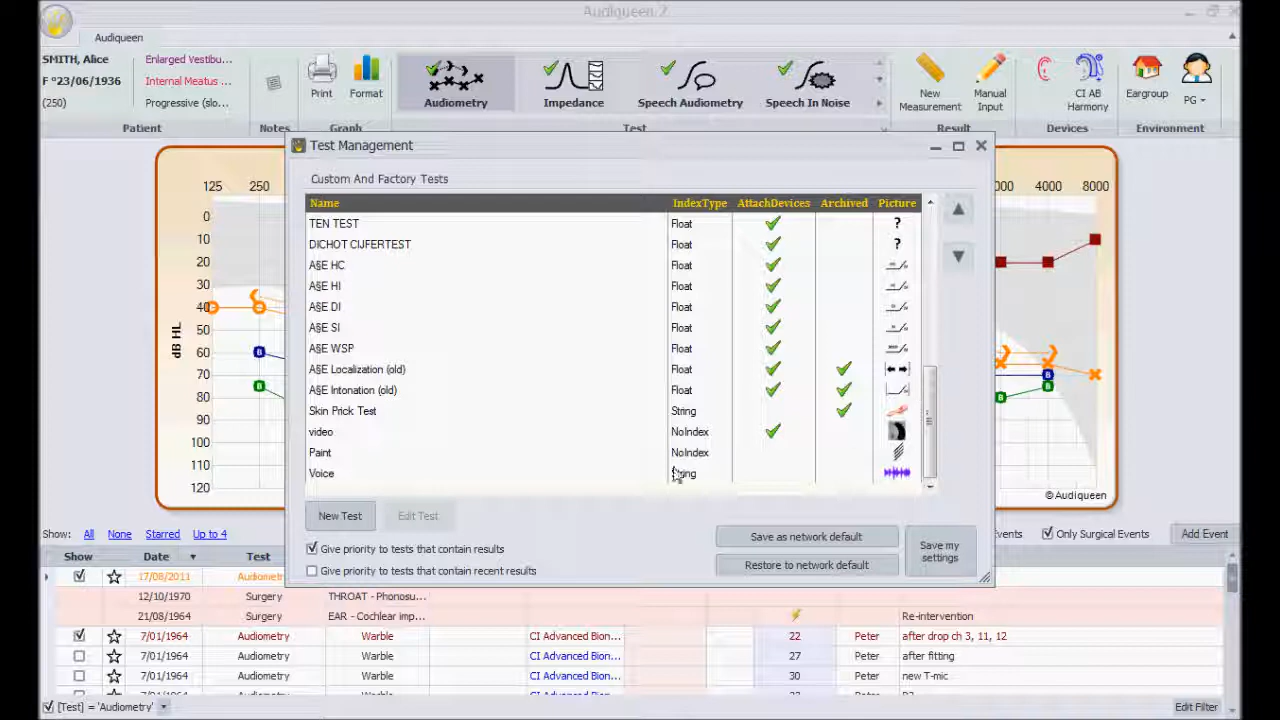 Audiqueen 2
Audiqueen
SMITH, Alice
F °23/06/1936
(250)
Enlarged Vestibu...
Internal Meatus ...
Progressive (slo...
Print
Format
Audiometry
Impedance
Speech Audiometry
Speech In Noise
New Measurement
Manual Input
CI AB Harmony
Eargroup
PG
Patient
Notes
Graph
Test
Result
Devices
Environment
Test Management
Custom And Factory Tests
Name IndexType AttachDevices Archived Picture
TEN TEST Float ?
DICHOT CIJFERTEST Float ?
A§E HC Float
A§E HI Float
A§E DI Float
A§E SI Float
A§E WSP Float
A§E Localization (old) Float
A§E Intonation (old) Float
Skin Prick Test String
video NoIndex
Paint NoIndex
Voice String
New Test
Edit Test
Give priority to tests that contain results
Give priority to tests that contain recent results
Save as network default
Restore to network default
Save my settings
125 250
000 4000 8000
0
10
20
30
40
50
60
70
80
90
100
110
120
dB HL
B
B
B
B
© Audiqueen
Show: All None Starred Up to 4
Only Surgical Events
Add Event
Show Date Test
17/08/2011 Audiometry
12/10/1970 Surgery THROAT - Phonosu...
21/08/1964 Surgery EAR - Cochlear imp... Re-intervention
7/01/1964 Audiometry Warble CI Advanced Bion... 22 Peter after drop ch 3, 11, 12
7/01/1964 Audiometry Warble CI Advanced Bion... 27 Peter after fitting
7/01/1964 Audiometry Warble CI Advanced Bion... 30 Peter new T-mic
[Test] = 'Audiometry'
Edit Filter